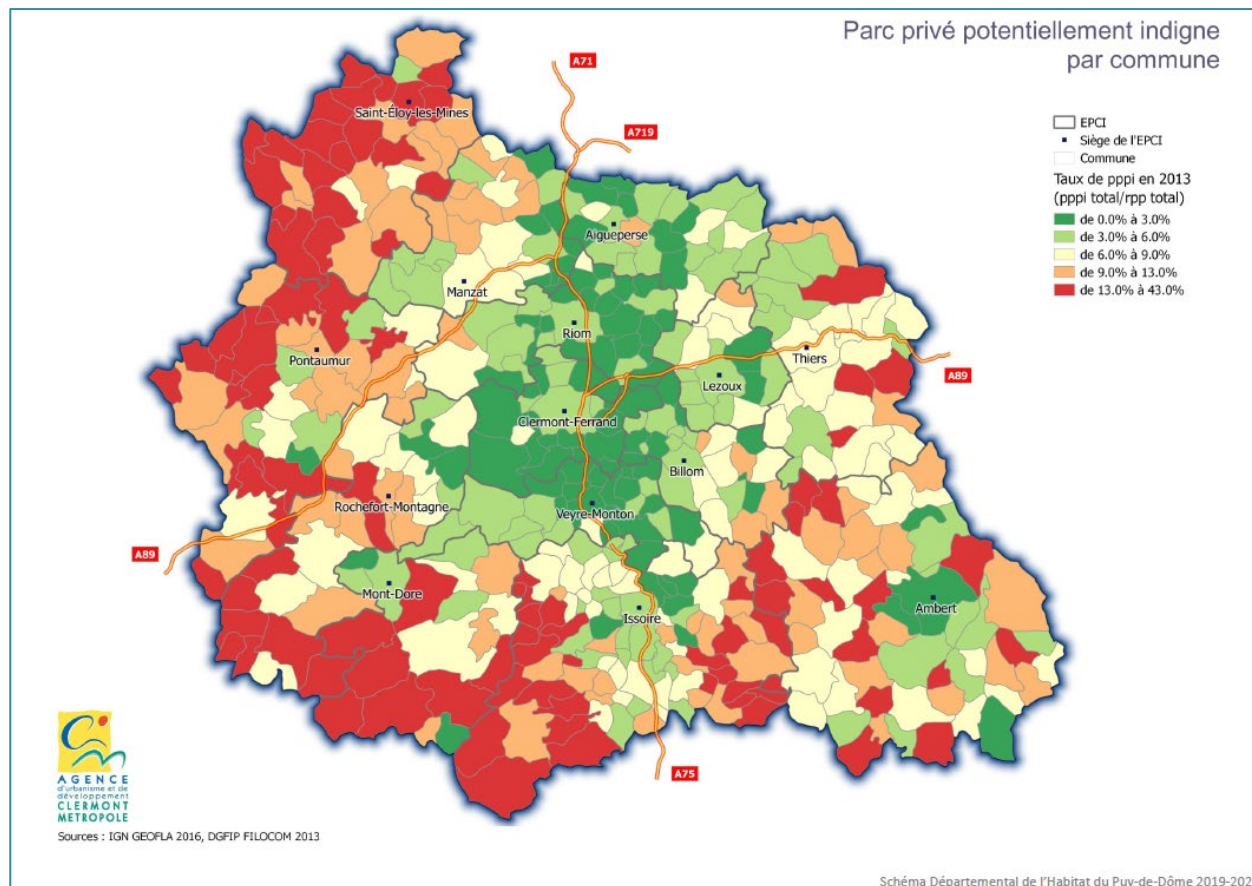 Parc privé potentiellement indigne
par commune
EPCI
Siège de l'EPCI
Commune
Taux de pppi en 2013
(pppi total/rpp total)
de 0.0% à 3.0%
de 3.0% à 6.0%
de 6.0% à 9.0%
de 9.0% à 13.0%
de 13.0% à 43.0%
A71
Saint-Éloy-les-Mines
A719
Aigueperse
Manzat
Riom
Pontaumur
Thiers
A89
Lezoux
Clermont-Ferrand
Billom
Rochefort-Montagne
Veyre-Monton
A89
Mont-Dore
Ambert
Issoire
A75
AGENCE
d'urbanisme et de
développement
CLERMONT
METROPOLE
Sources : IGN GEOFLA 2016, DGFIP FILOCOM 2013
Schéma Départemental de l'Habitat du Puy-de-Dôme 2019-202